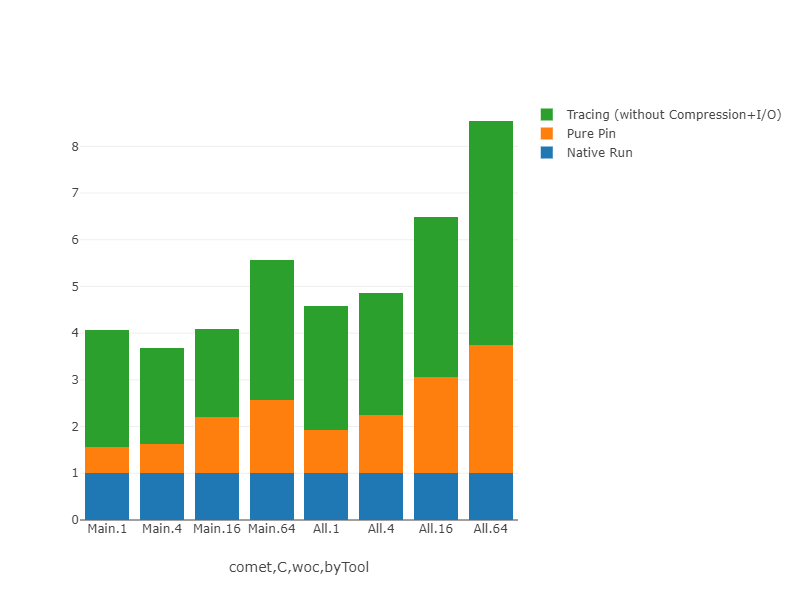 Tracing (without Compression+I/O)
Pure Pin
Native Run
8
7
6
5
4
3
2
1
0
Main.1 Main.4 Main.16 Main.64 All.1 All.4 All.16 All.64
comet,C,woc,byTool